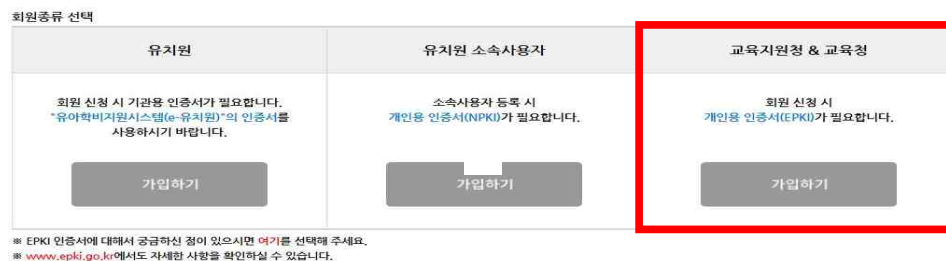 회원종류 선택
유치원
유치원 소속사용자
교육지원청 & 교육청
회원 신청 시 기관용 인증서가 필요합니다.
"유아학비지원시스템(e-유치원)"의 인증서를
사용하시기 바랍니다.
소속사용자 등록 시
개인용 인증서(NPKI)가 필요합니다.
회원 신청 시
개인용 인증서(EPKI)가 필요합니다.
가입하기
가입하기
가입하기
※ EPKI 인증서에 대해서 궁금하신 점이 있으시면 여기를 선택해 주세요.
※ www.epki.go.kr에서도 자세한 사항을 확인하실 수 있습니다.